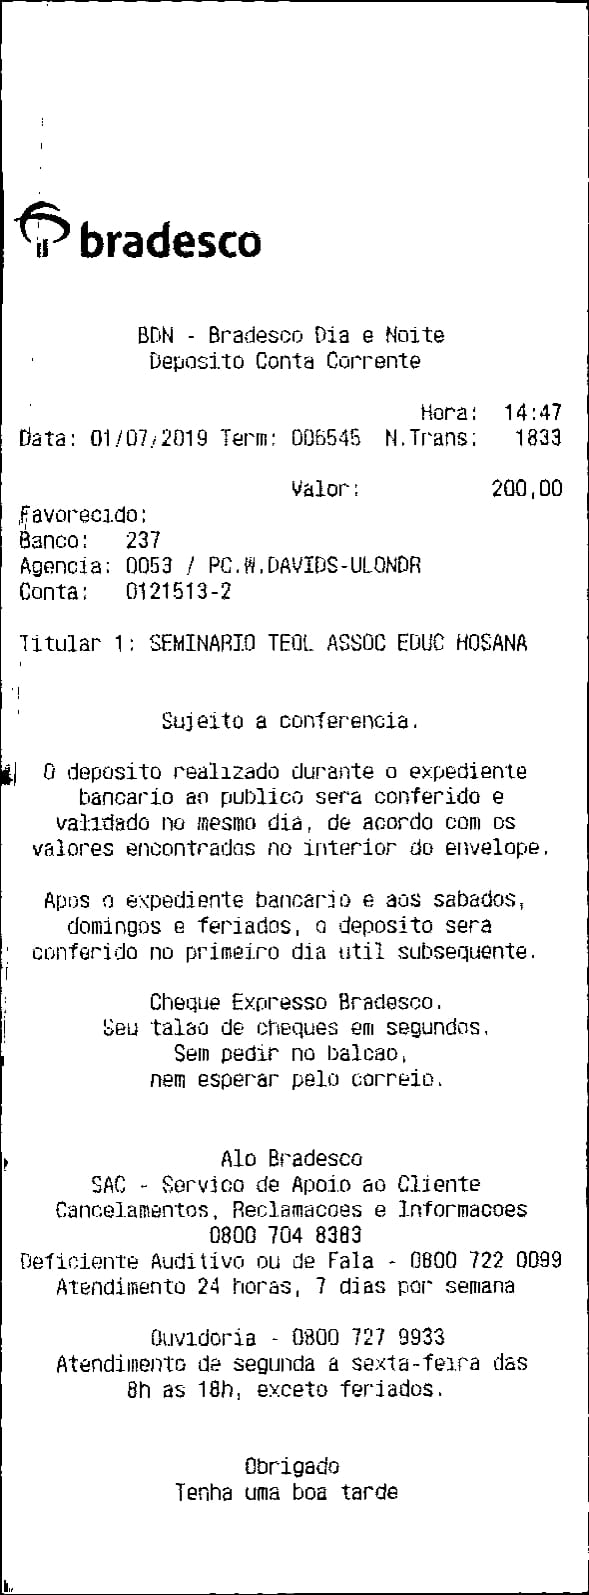 bradesco
BDN - Bradesco Dia e Noite
Deposito Conta Corrente
Hora: 14:47
Data: 01/07/2019 Term: 006545 N.Trans: 1833
Valor: 200,00
Favorecido:
Banco: 237
Agencia: 0053 / PC.W.DAVIDS-ULONDR
Conta: 0121513-2
Titular 1: SEMINARIO TEOL ASSOC EDUC HOSANA
Sujeito a conferencia.
O deposito realizado durante o expediente
bancario ao publico sera conferido e
validado no mesmo dia, de acordo com os
valores encontrados no interior do envelope.
Apos o expediente bancario e aos sabados,
domingos e feriados, o deposito sera
conferido no primeiro dia util subsequente.
Cheque Expresso Bradesco.
Seu talao de cheques em segundos.
Sem pedir no balcao,
nem esperar pelo correio.
Alo Bradesco
SAC - Servico de Apoio ao Cliente
Cancelamentos, Reclamacoes e Informacoes
0800 704 8383
Deficiente Auditivo ou de Fala - 0800 722 0099
Atendimento 24 horas, 7 dias por semana
Ouvidoria - 0800 727 9933
Atendimento de segunda a sexta-feira das
8h as 18h, exceto feriados.
Obrigado
Tenha uma boa tarde